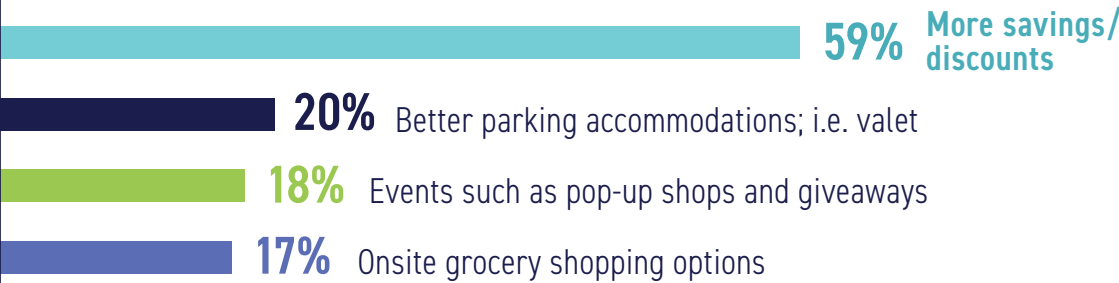 59% More savings/
discounts
20% Better parking accommodations; i.e. valet
18% Events such as pop-up shops and giveaways
17% Onsite grocery shopping options